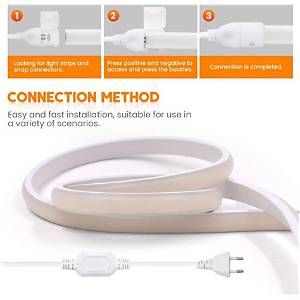 1
2
3
Looking for light strips and
snap connectors.
Press positive and negative to
access and press the buckles.
Connection is completed.
CONNECTION METHOD
Easy and fast installation, suitable for use in
a variety of scenarios.